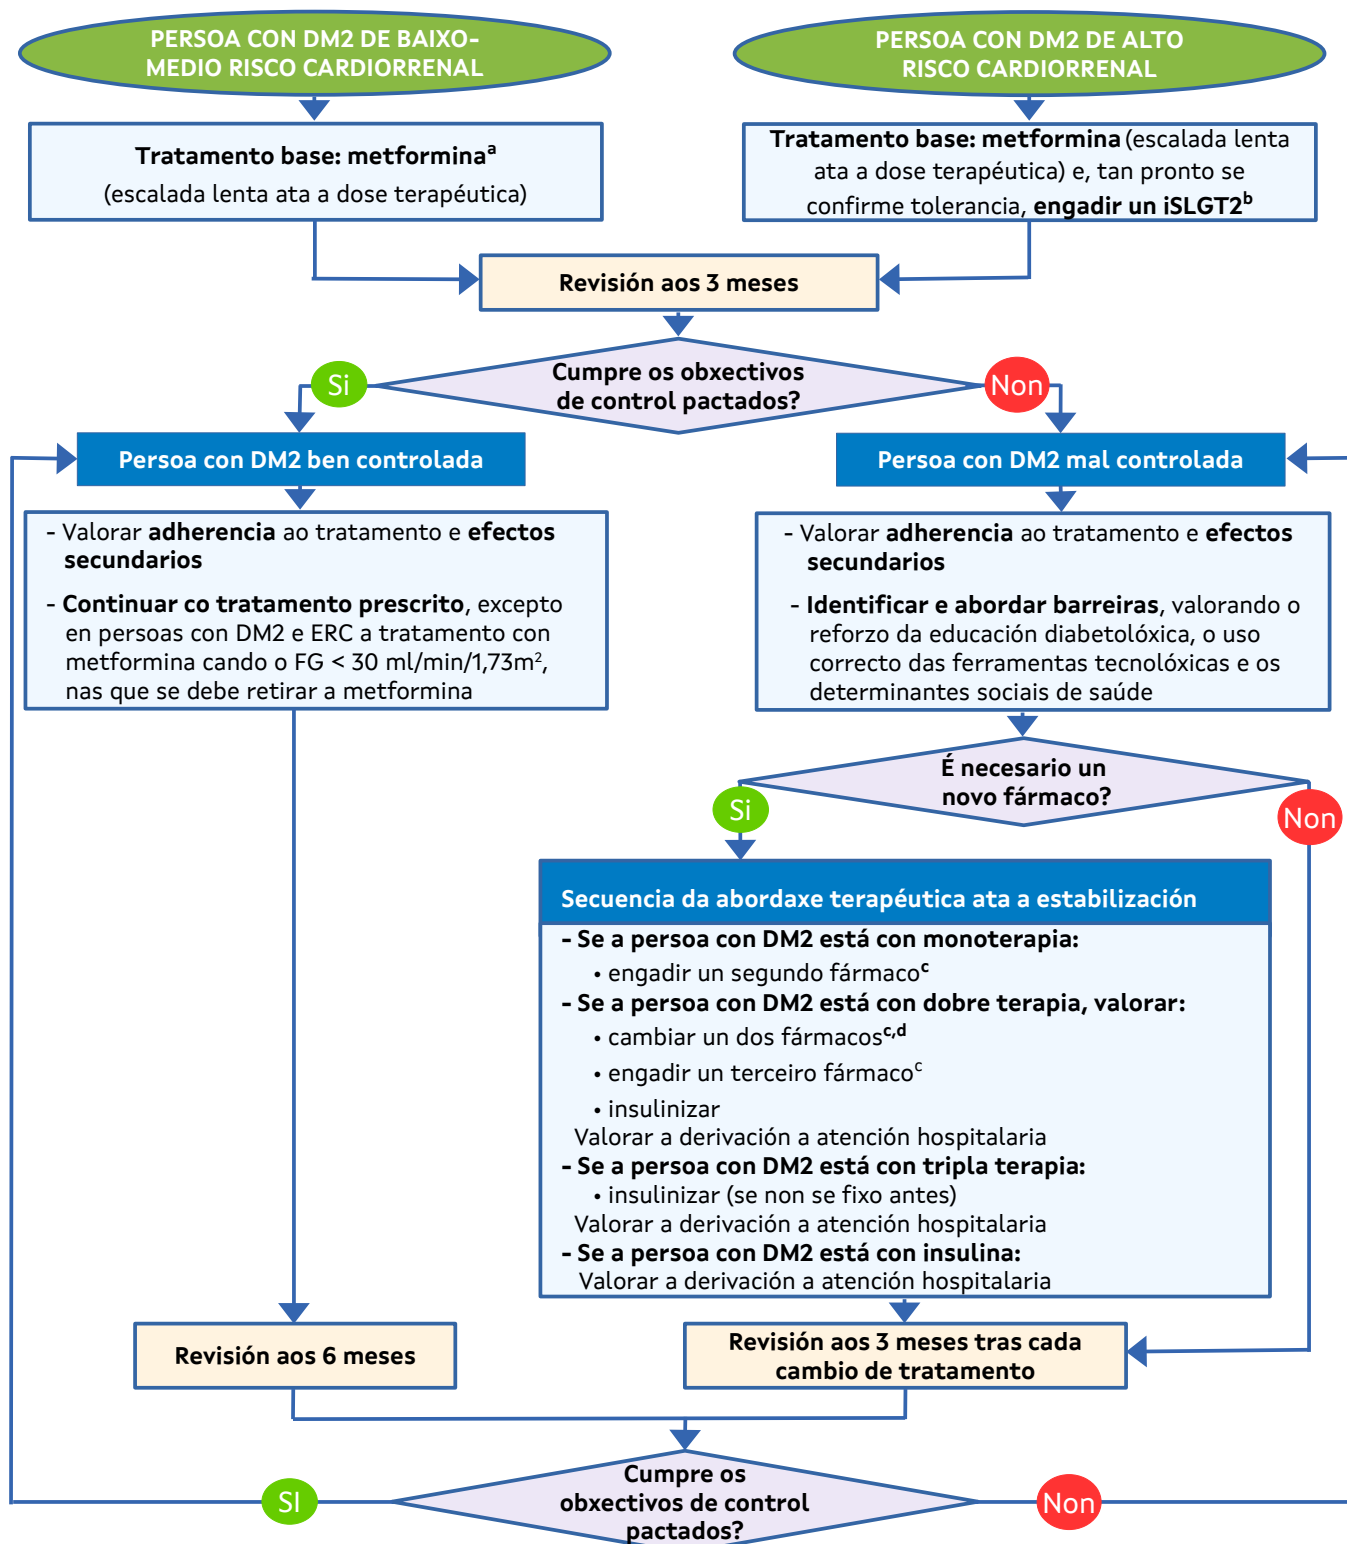 PERSOA CON DM2 DE BAIXO-
MEDIO RISCO CARDIORRENAL
PERSOA CON DM2 DE ALTO
RISCO CARDIORRENAL
Tratamento base: metforminaᵃ
(escalada lenta ata a dose terapéutica)
Tratamento base: metformina (escalada lenta
ata a dose terapéutica) e, tan pronto se
confirme tolerancia, engadir un iSLGT2ᵇ
Revisión aos 3 meses
Cumpre os obxectivos
de control pactados?
Si
Non
Persoa con DM2 ben controlada
Persoa con DM2 mal controlada
- Valorar adherencia ao tratamento e efectos
secundarios
- Continuar co tratamento prescrito, excepto
en persoas con DM2 e ERC a tratamento con
metformina cando o FG < 30 ml/min/1,73m²,
nas que se debe retirar a metformina
- Valorar adherencia ao tratamento e efectos
secundarios
- Identificar e abordar barreiras, valorando o
reforzo da educación diabetolóxica, o uso
correcto das ferramentas tecnolóxicas e os
determinantes sociais de saúde
É necesario un
novo fármaco?
Si
Non
Secuencia da abordaxe terapéutica ata a estabilización
- Se a persoa con DM2 está con monoterapia:
• engadir un segundo fármacoᶜ
- Se a persoa con DM2 está con dobre terapia, valorar:
• cambiar un dos fármacosᶜ,ᵈ
• engadir un terceiro fármacoᶜ
• insulinizar
Valorar a derivación a atención hospitalaria
- Se a persoa con DM2 está con tripla terapia:
• insulinizar (se non se fixo antes)
Valorar a derivación a atención hospitalaria
- Se a persoa con DM2 está con insulina:
Valorar a derivación a atención hospitalaria
Revisión aos 6 meses
Revisión aos 3 meses tras cada
cambio de tratamento
Cumpre os
obxectivos de control
pactados?
SI
Non